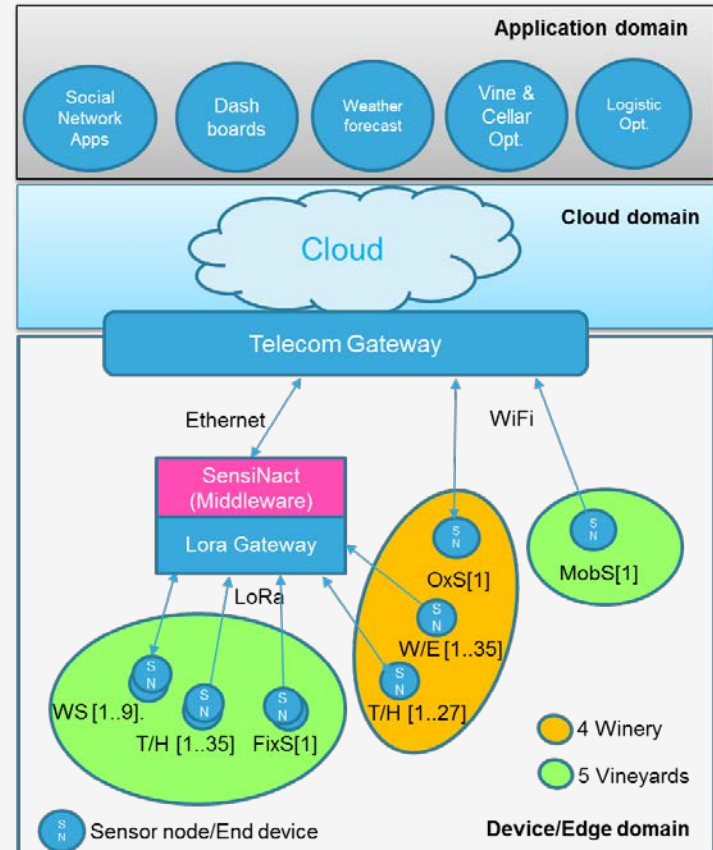 Application domain
Social
Network
Apps
Dash
boards
Weather
forecast
Vine &
Cellar
Opt.
Logistic
Opt.
Cloud domain
Cloud
Telecom Gateway
Ethernet
WiFi
SensiNact
(Middleware)
Lora Gateway
LoRa
S
N
OxS[1]
S
N
MobS[1]
S
N
W/E [1..35]
S
N
T/H [1..27]
S
N
WS [1..9].
S
N
T/H [1..35]
S
N
FixS[1]
4 Winery
5 Vineyards
S
N
Sensor node/End device
Device/Edge domain